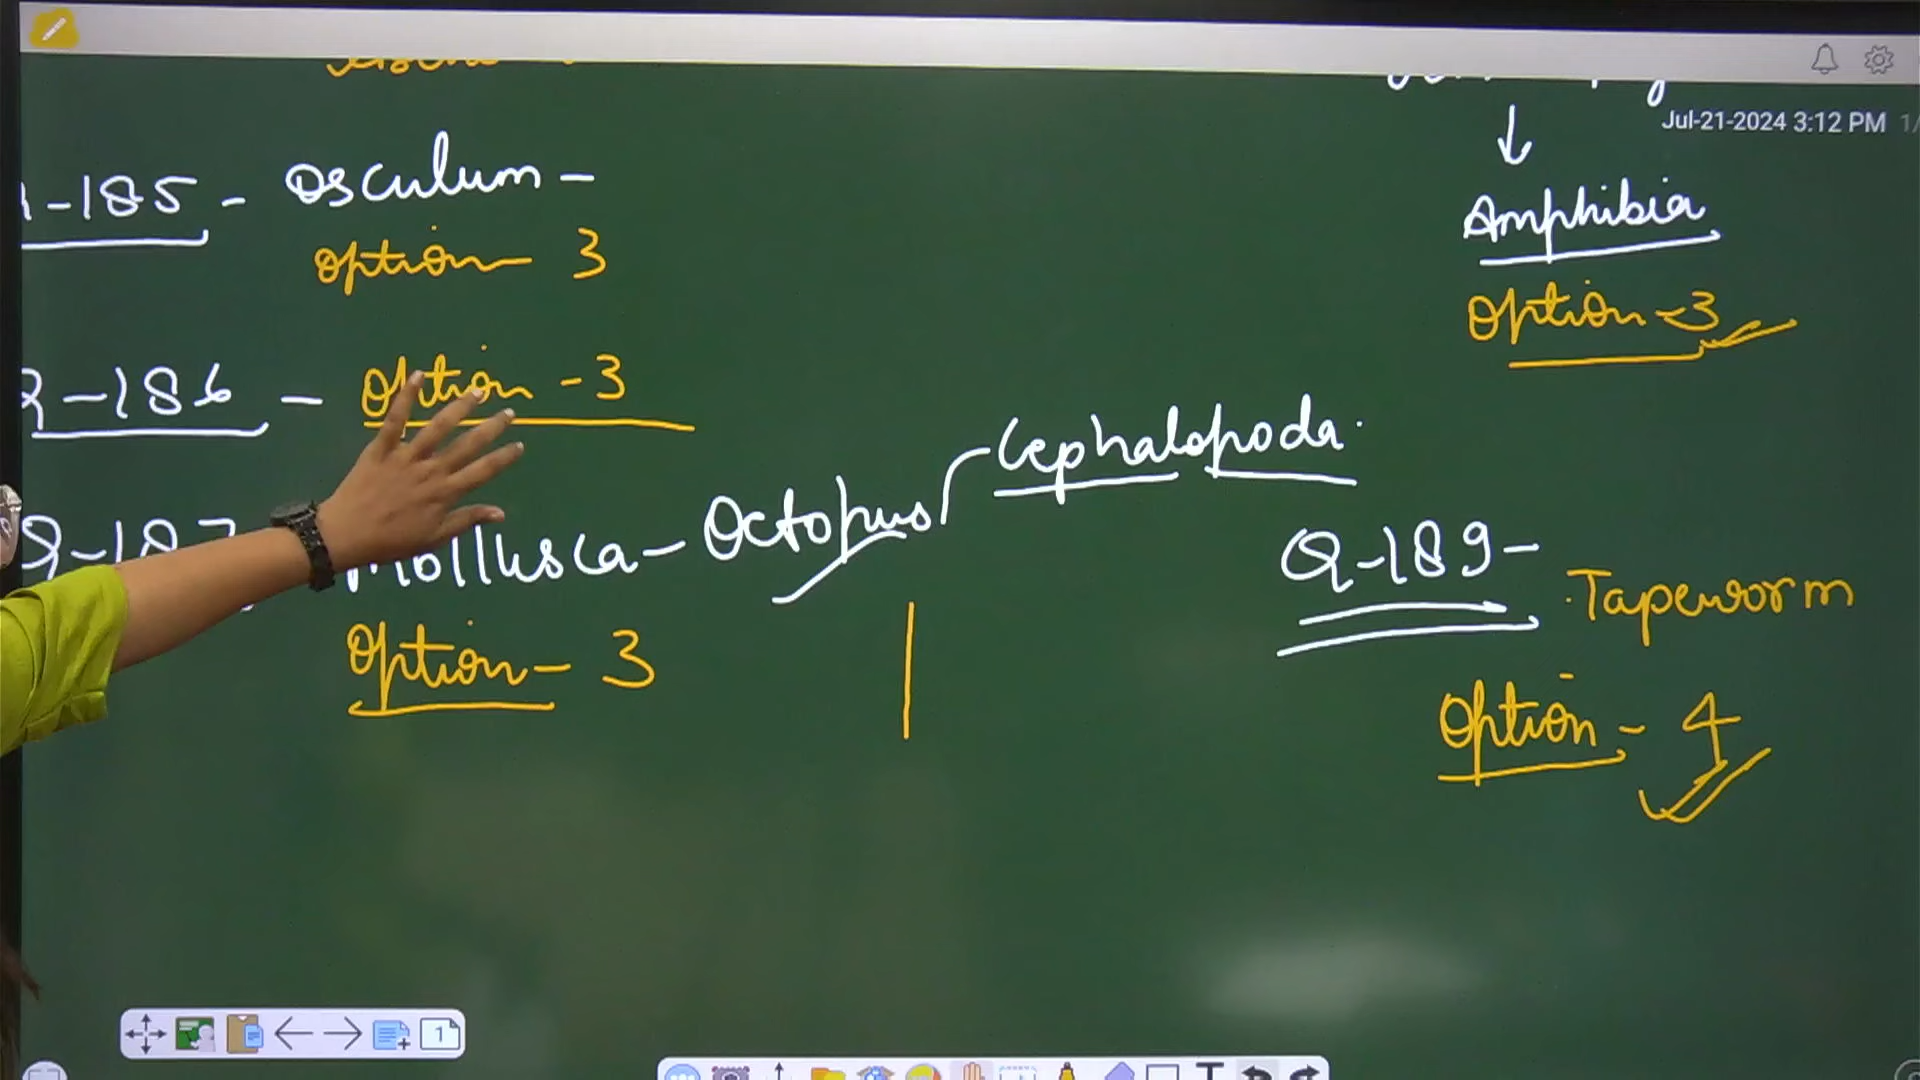 Jul-21-2024 3:12 PM
-185 - Osculum -
option 3
-186 - option - 3
Mollusca - Octopus
Cephalopoda.
option - 3
Amphibia
option - 3
Q-189 -
Tapeworm
option - 4
1
T